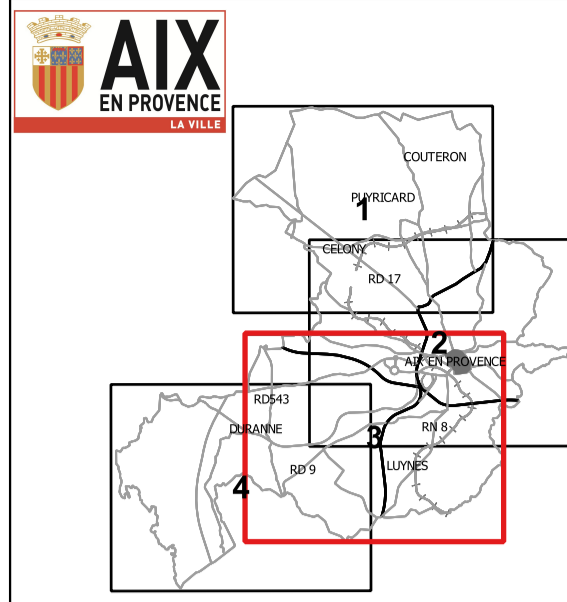 AIX
EN PROVENCE
LA VILLE
COUTERON
PUYRICARD
1
CELONY
RD 17
2
AIX EN PROVENCE
RD543
DURANNE
RN 8
3
RD 9
LUYNES
4